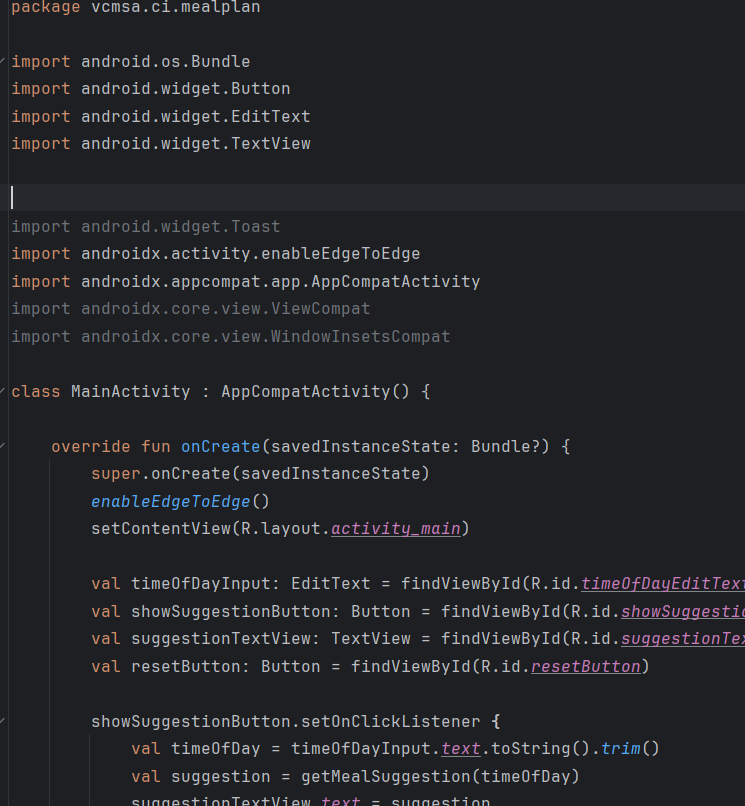 package vcmsa.ci.mealplan
import android.os.Bundle
import android.widget.Button
import android.widget.EditText
import android.widget.TextView
import android.widget.Toast
import androidx.activity.enableEdgeToEdge
import androidx.appcompat.app.AppCompatActivity
import androidx.core.view.ViewCompat
import androidx.core.view.WindowInsetsCompat
class MainActivity : AppCompatActivity() {
override fun onCreate(savedInstanceState: Bundle?) {
super.onCreate(savedInstanceState)
enableEdgeToEdge()
setContentView(R.layout.activity_main)
val timeOfDayInput: EditText = findViewById(R.id.timeOfDayEditText
val showSuggestionButton: Button = findViewById(R.id.showSuggestio
val suggestionTextView: TextView = findViewById(R.id.suggestionTex
val resetButton: Button = findViewById(R.id.resetButton)
showSuggestionButton.setOnClickListener {
val timeOfDay = timeOfDayInput.text.toString().trim()
val suggestion = getMealSuggestion(timeOfDay)
suggestionTextView.text = suggestion